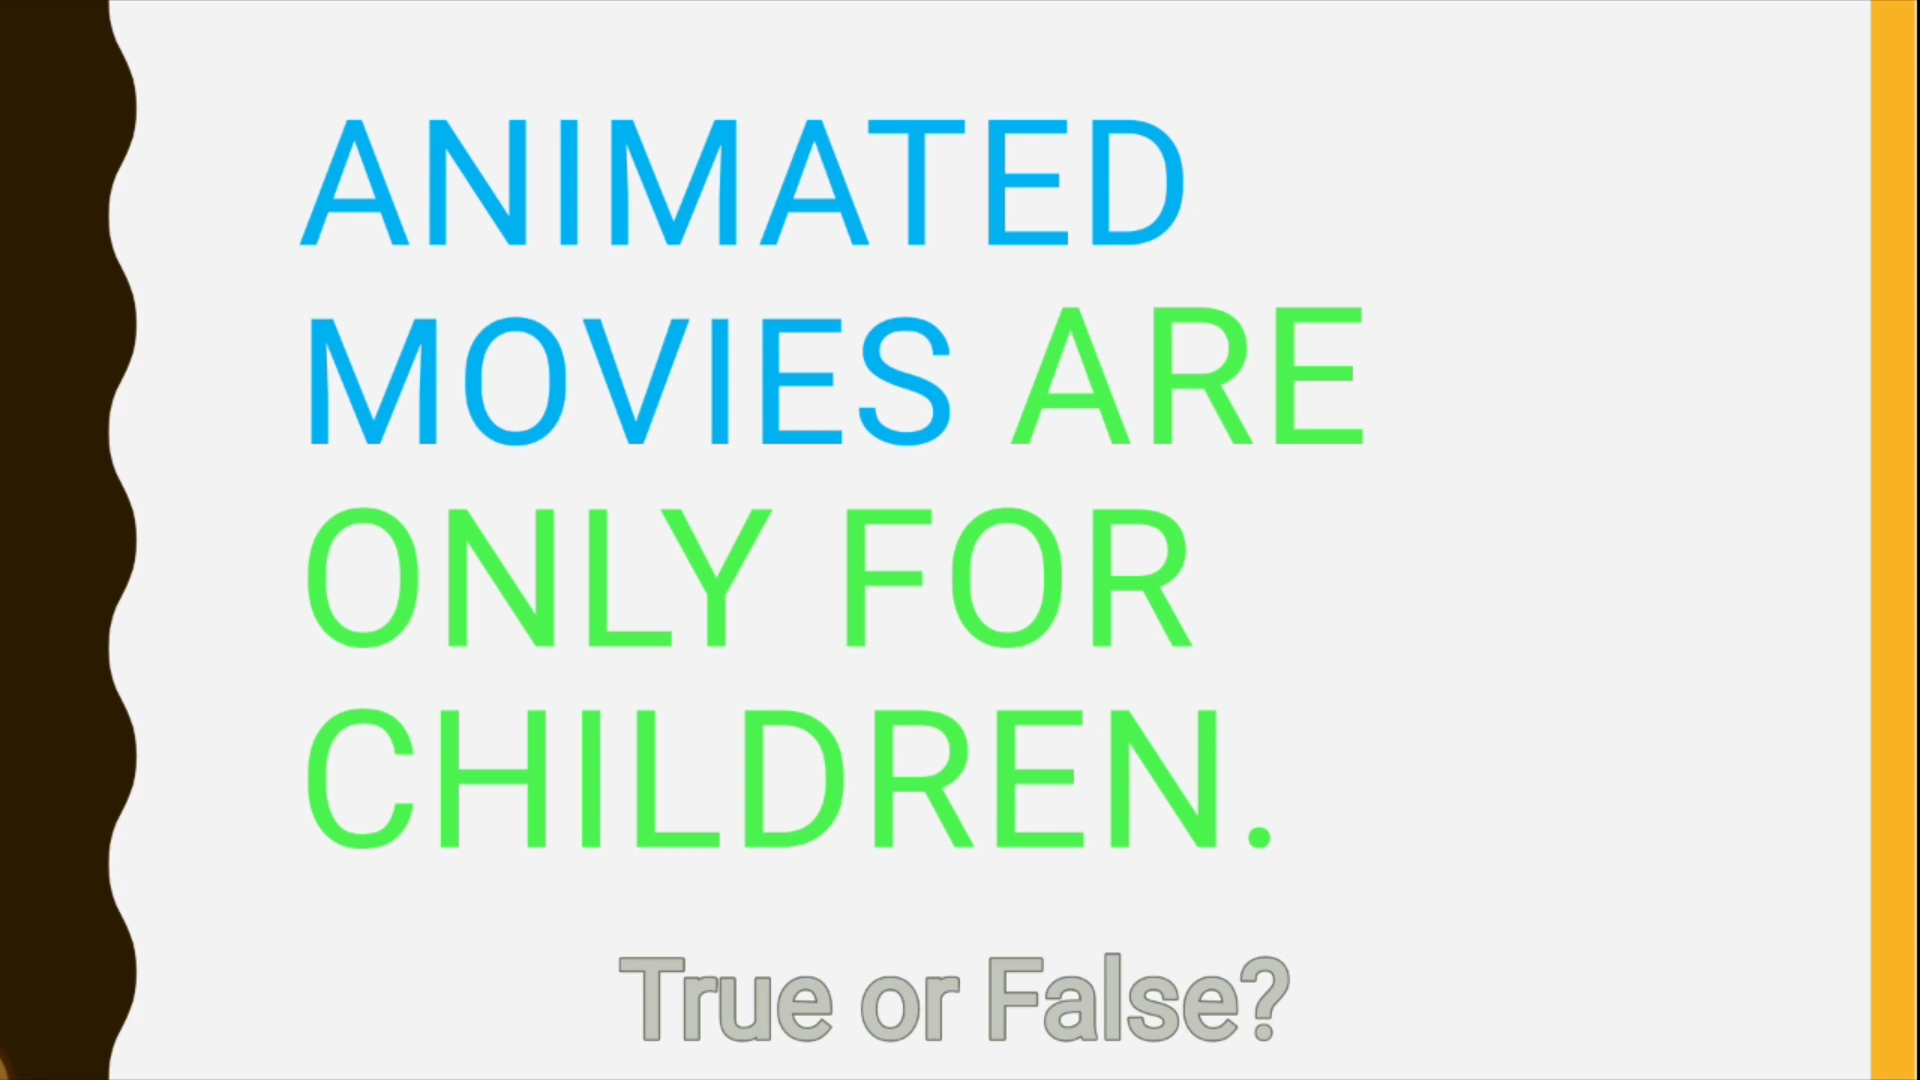 ANIMATED
MOVIES ARE
ONLY FOR
CHILDREN.
True or False?